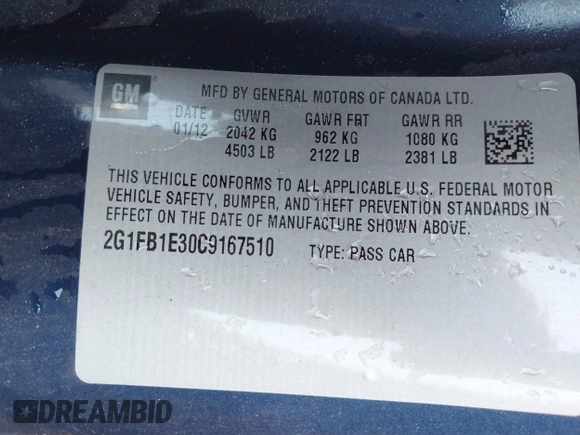 GM
MFD BY GENERAL MOTORS OF CANADA LTD.
DATE GVWR GAWR FRT GAWR RR
01/12 2042 KG 962 KG 1080 KG
4503 LB 2122 LB 2381 LB
THIS VEHICLE CONFORMS TO ALL APPLICABLE U.S. FEDERAL MOTOR
VEHICLE SAFETY, BUMPER, AND THEFT PREVENTION STANDARDS IN
EFFECT ON THE DATE OF MANUFACTURE SHOWN ABOVE.
2G1FB1E30C9167510 TYPE: PASS CAR
DREAMBID